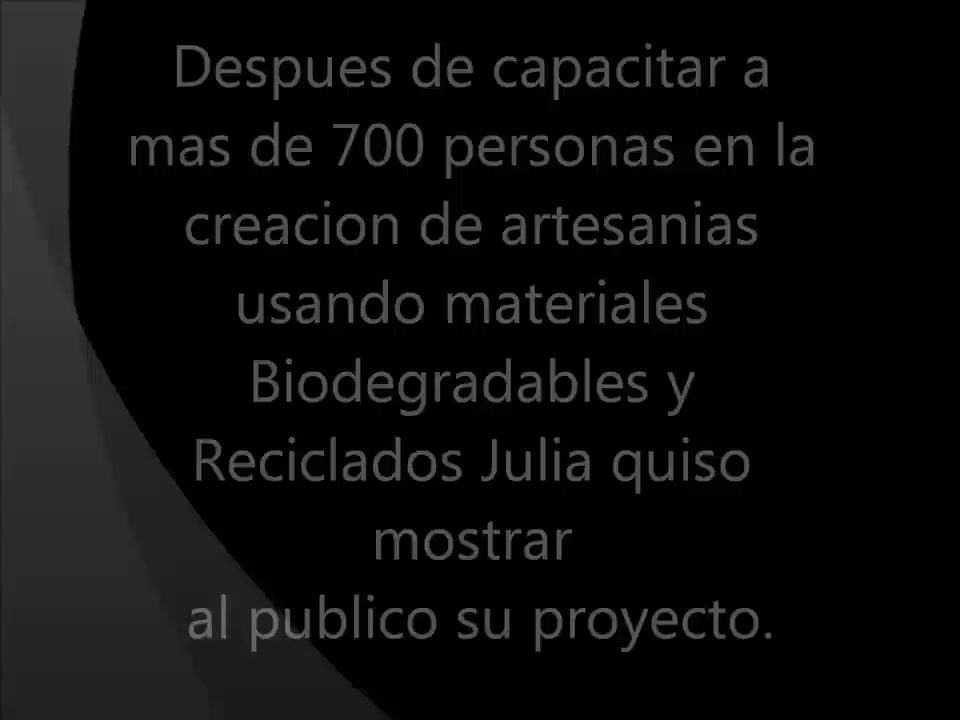 Despues de capacitar a
mas de 700 personas en la
creacion de artesanias
usando materiales
Biodegradables y
Reciclados Julia quiso
mostrar
al publico su proyecto.